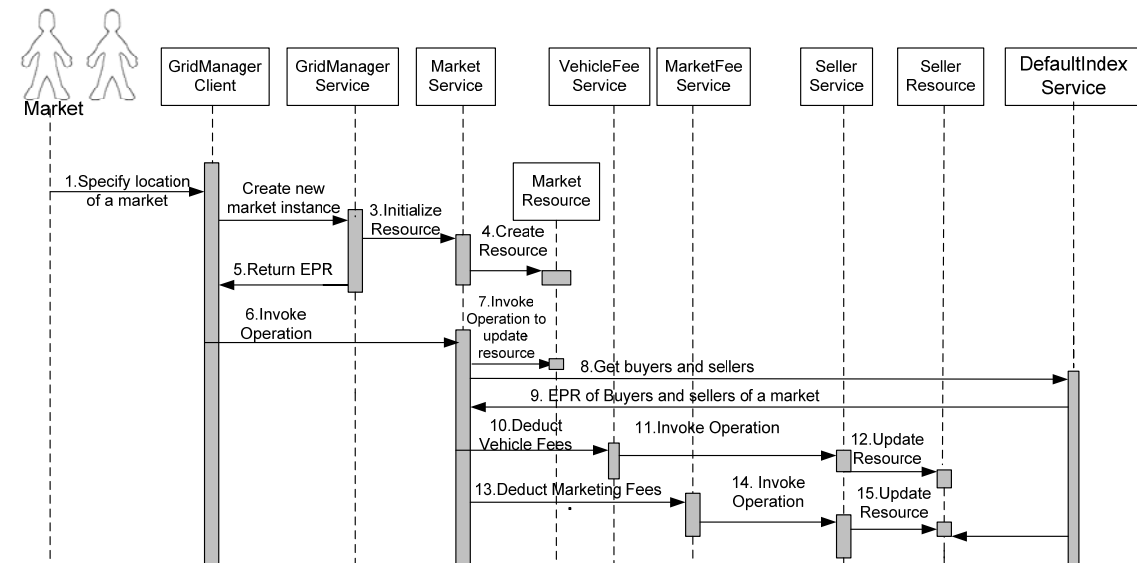 GridManager
Client
GridManager
Service
Market
Service
VehicleFee
Service
MarketFee
Service
Seller
Service
Seller
Resource
DefaultIndex
Service
Market
1.Specify location
of a market
Create new
market instance
3.Initialize
Resource
Market
Resource
4.Create
Resource
5.Return EPR
6.Invoke
Operation
7.Invoke
Operation to
update
resource
8.Get buyers and sellers
9. EPR of Buyers and sellers of a market
10.Deduct
Vehicle Fees
11.Invoke Operation
12.Update
Resource
13.Deduct Marketing Fees
14. Invoke
Operation
15.Update
Resource